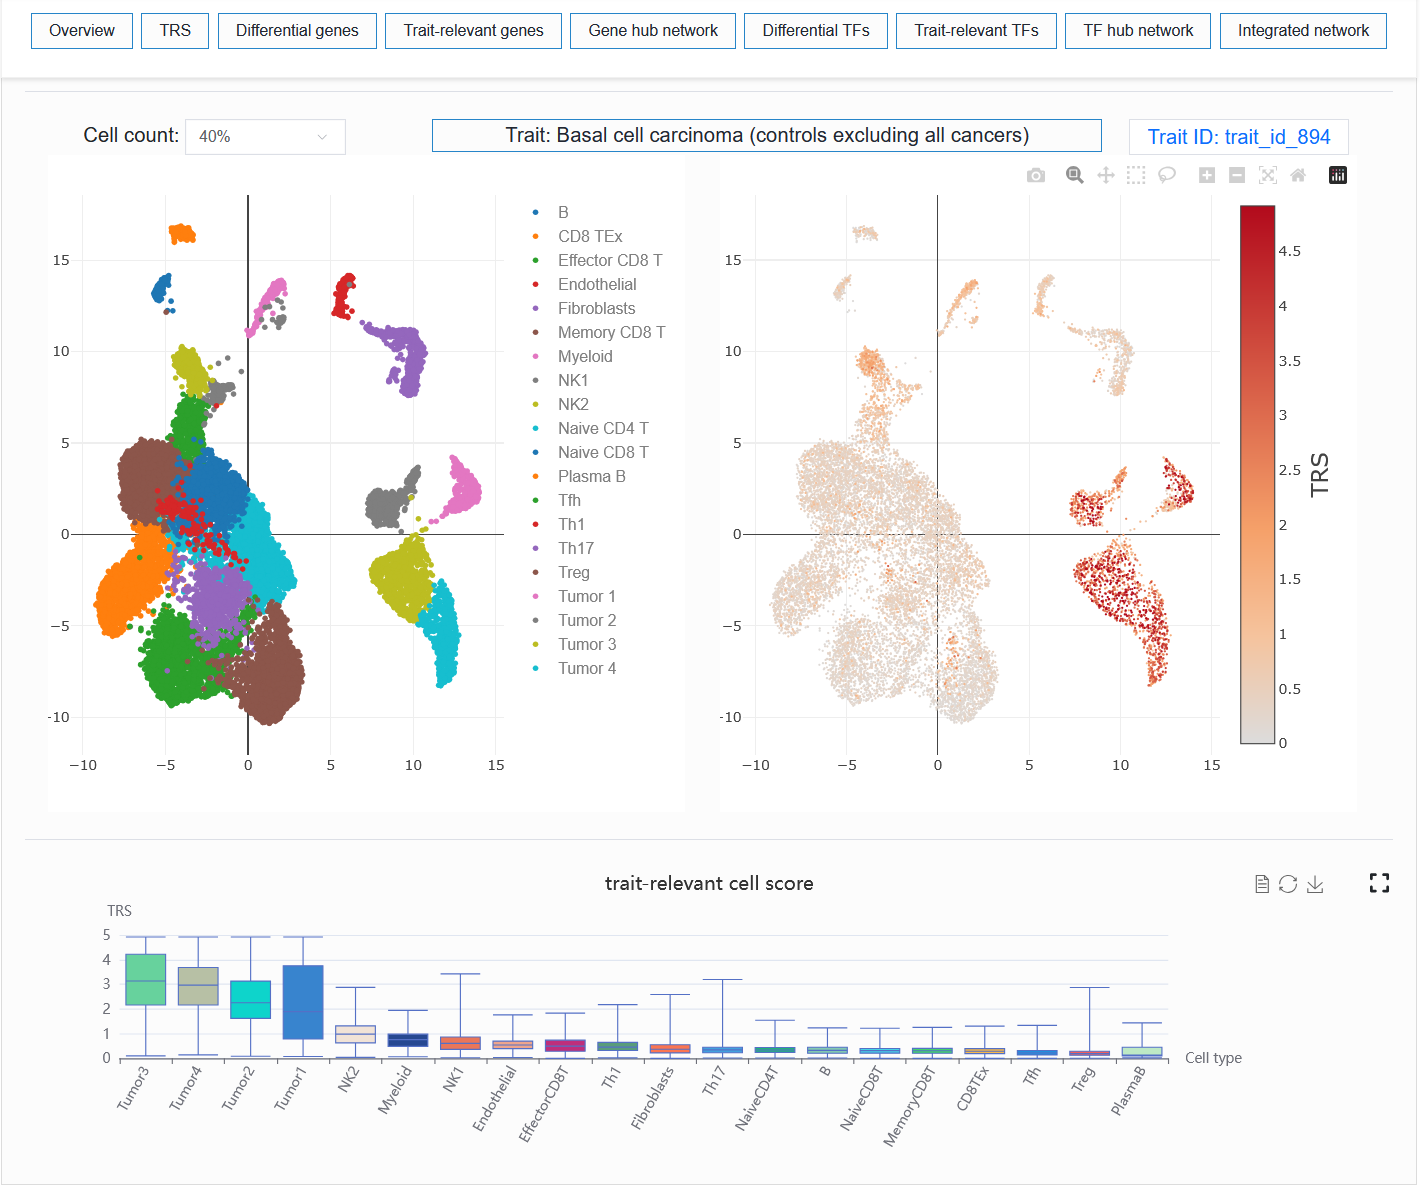 Overview TRS Differential genes Trait-relevant genes Gene hub network Differential TFs Trait-relevant TFs TF hub network Integrated network
Cell count: 40% Trait: Basal cell carcinoma (controls excluding all cancers) Trait ID: trait_id_894
15
10
5
0
−5
-10
−10 −5 0 5 10 15
B
CD8 TEx
Effector CD8 T
Endothelial
Fibroblasts
Memory CD8 T
Myeloid
NK1
NK2
Naive CD4 T
Naive CD8 T
Plasma B
Tfh
Th1
Th17
Treg
Tumor 1
Tumor 2
Tumor 3
Tumor 4
15
10
5
0
−5
-10
−10 −5 0 5 10 15
4.5
4
3.5
3
2.5
2
1.5
1
0.5
0
TRS
trait-relevant cell score
TRS
5
4
3
2
1
0
Tumor3 Tumor4 Tumor2 Tumor1 NK2 Myeloid NK1 Endothelial EffectorCD8T Th1 Fibroblasts Th17 NaiveCD4T B NaiveCD8T MemoryCD8T CD8TEx Tfh Treg PlasmaB
Cell type